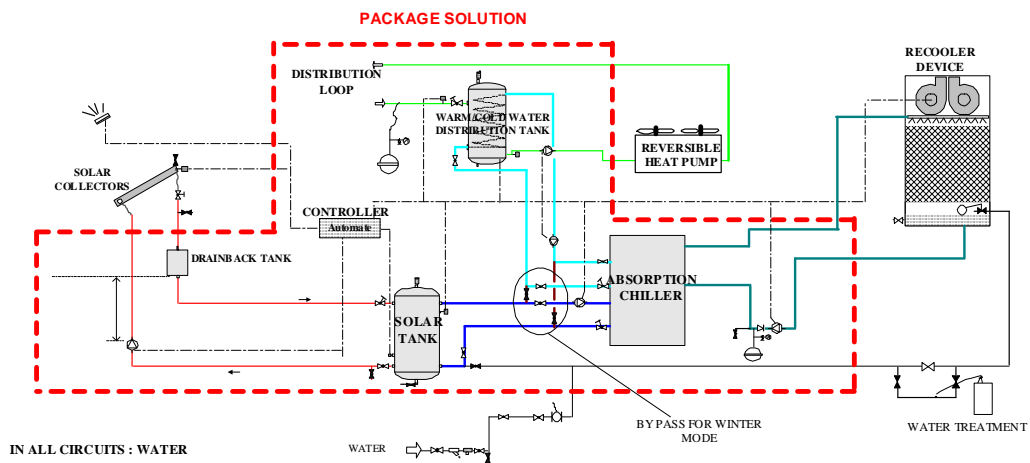 PACKAGE SOLUTION
RECOOLER
DEVICE
DISTRIBUTION
LOOP
WARM/COLD WATER
DISTRIBUTION TANK
REVERSIBLE
HEAT PUMP
SOLAR
COLLECTORS
CONTROLLER
Automate
DRAINBACK TANK
ABSORPTION
CHILLER
SOLAR
TANK
BY PASS FOR WINTER
MODE
WATER TREATMENT
WATER
IN ALL CIRCUITS : WATER